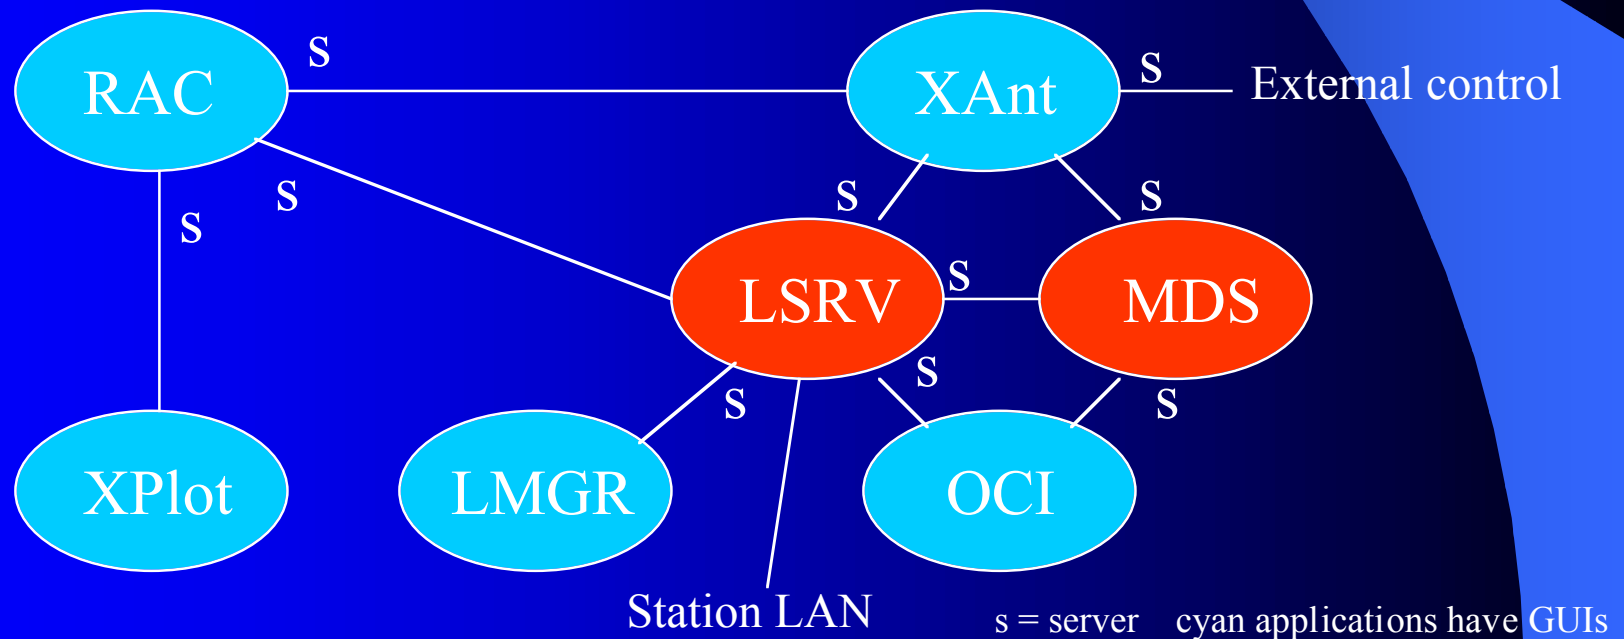 s
s
RAC
XAnt
External control
s
s
s
s
s
LSRV
MDS
s
s
s
XPlot
LMGR
OCI
Station LAN
s = server cyan applications have GUIs